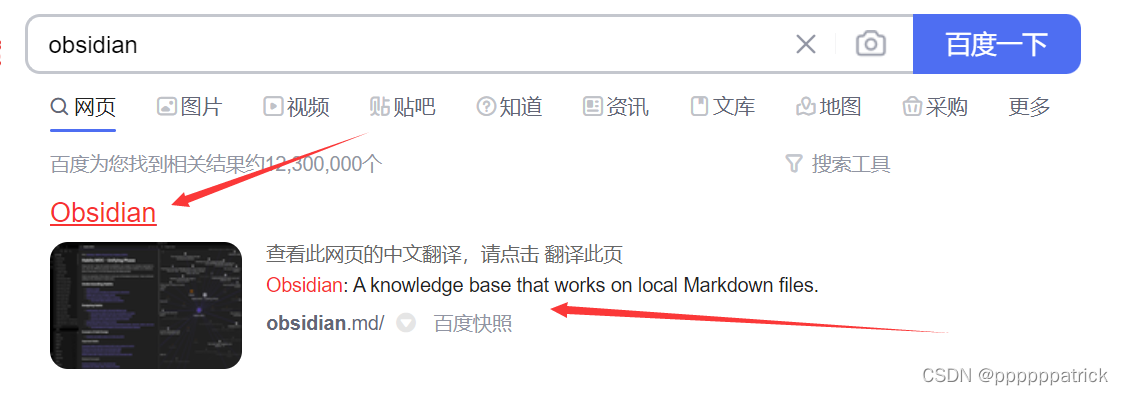 obsidian 百度一下
网页 图片 视频 贴 贴吧 知道 资讯 文库 地图 采购 更多
百度为您找到相关结果约12,300,000个 搜索工具
Obsidian
查看此网页的中文翻译，请点击 翻译此页
Obsidian: A knowledge base that works on local Markdown files.
obsidian.md/ 百度快照
CSDN @ppppppatrick